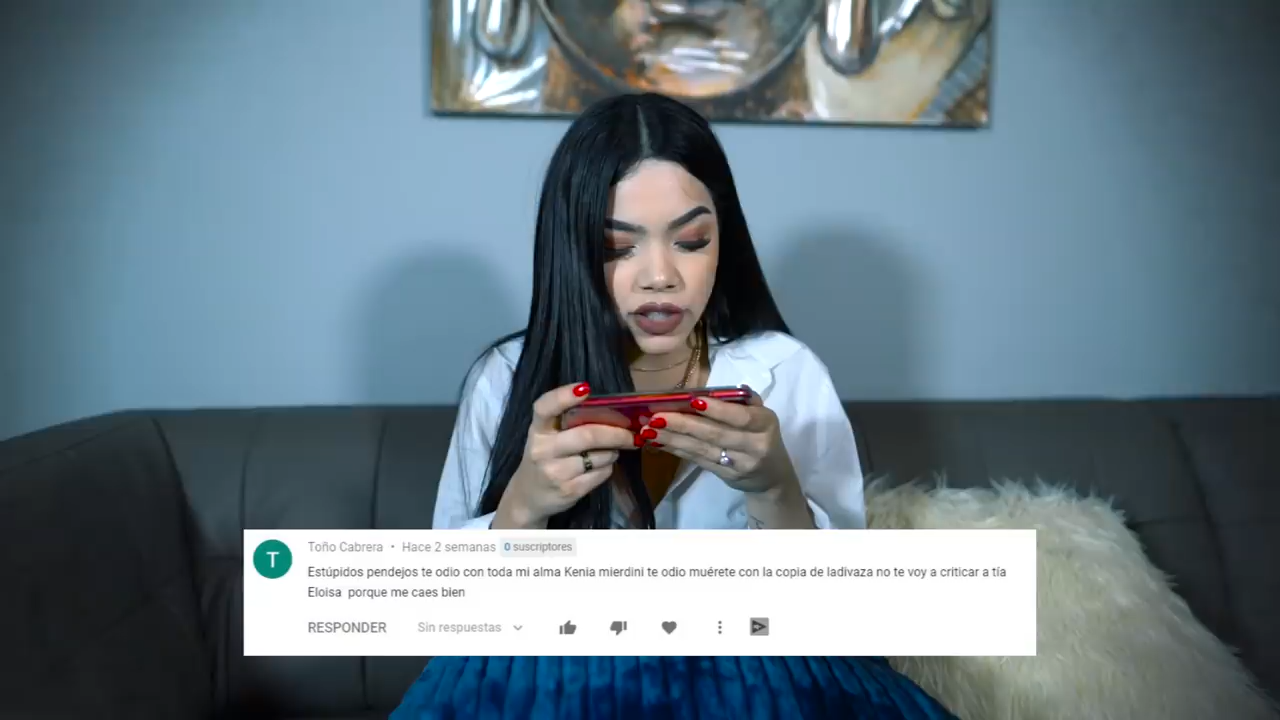 T
Toño Cabrera • Hace 2 semanas 0 suscriptores
Estúpidos pendejos te odio con toda mi alma Kenia mierdini te odio muérete con la copia de ladivaza no te voy a criticar a tía
Eloisa porque me caes bien
RESPONDER Sin respuestas